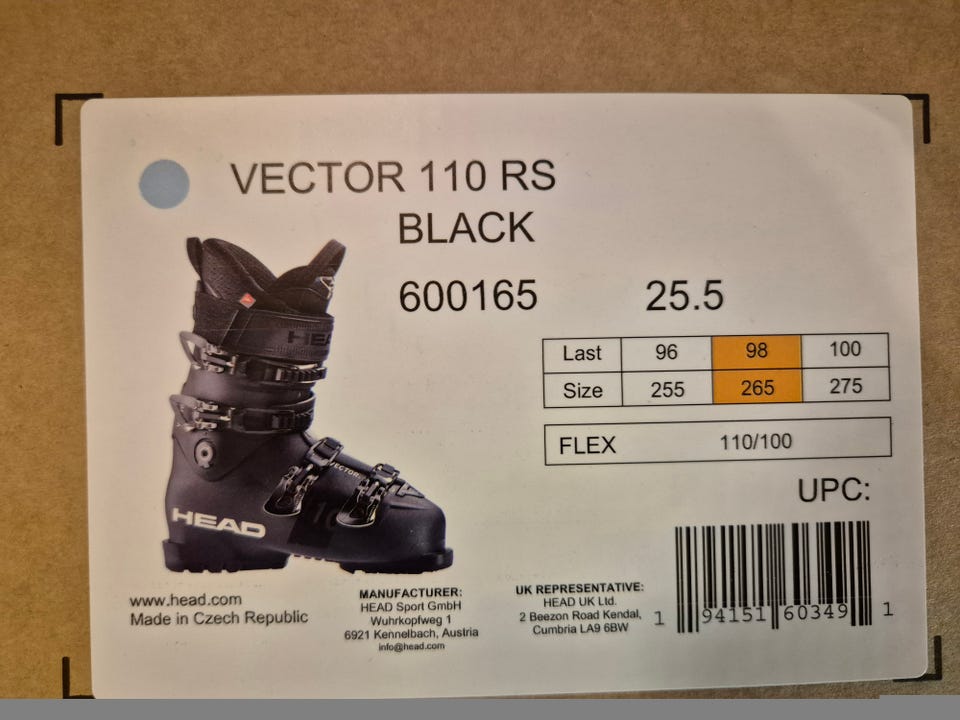 VECTOR 110 RS
BLACK
600165 25.5
Last 96 98 100
Size 255 265 275
FLEX 110/100
UPC:
HEAD
VECTOR
HEAD
www.head.com
Made in Czech Republic
MANUFACTURER:
HEAD Sport GmbH
Wuhrkopfweg 1
6921 Kennelbach, Austria
info@head.com
UK REPRESENTATIVE:
HEAD UK Ltd.
2 Beezon Road Kendal,
Cumbria LA9 6BW
1 94151 60349 1